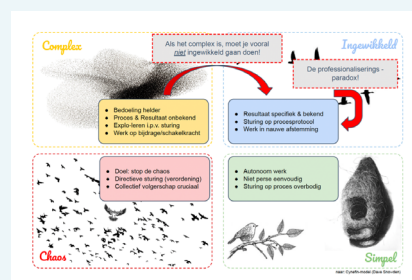 Complex
Als het complex is, moet je vooral
niet ingewikkeld gaan doen!
Ingewikkeld
De professionaliserings -
paradox!
Bedoeling helder
Proces & Resultaat onbekend
Explo-leren i.p.v. sturing
Werk op bijdrage/schakelkracht
Resultaat specifiek & bekend
Sturing op procesprotocol
Werk in nauwe afstemming
Doel: stop de chaos
Directieve sturing (verordening)
Collectief volgerschap cruciaal
Autonoom werk
Niet perse eenvoudig
Sturing op proces overbodig
Chaos
Simpel
naar: Cynefin-model (Dave Snowden)